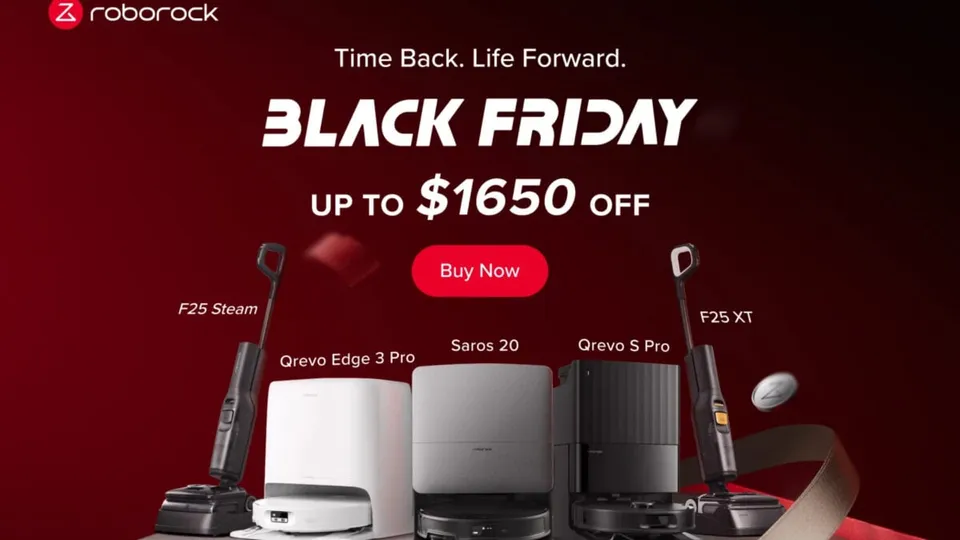 roborock
Time Back. Life Forward.
BLACK FRIDAY
UP TO $1650 OFF
Buy Now
F25 Steam
F25 XT
Qrevo Edge 3 Pro
Saros 20
Qrevo S Pro